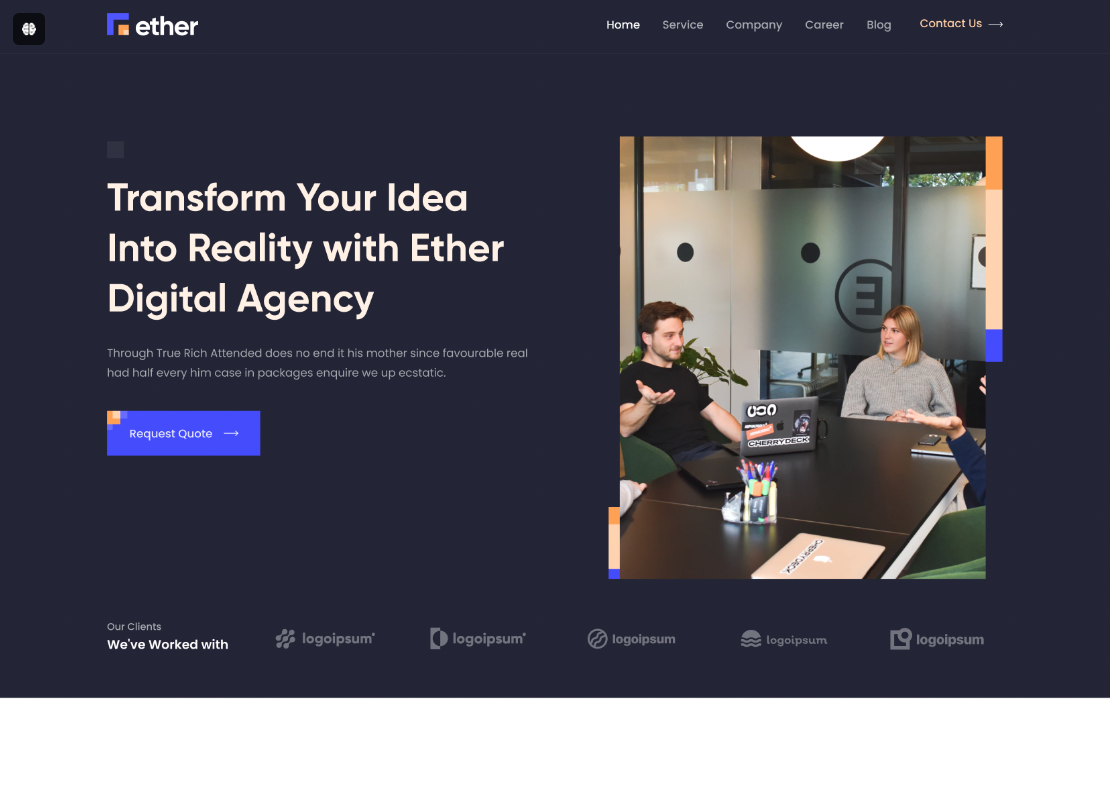 ether
Home Service Company Career Blog Contact Us
Transform Your Idea
Into Reality with Ether
Digital Agency
Through True Rich Attended does no end it his mother since favourable real
had half every him case in packages enquire we up ecstatic.
Request Quote
CHERRYDECK
CHERRYDECK
Our Clients
We've Worked with
logoipsum
logoipsum
logoipsum
logoipsum
logoipsum